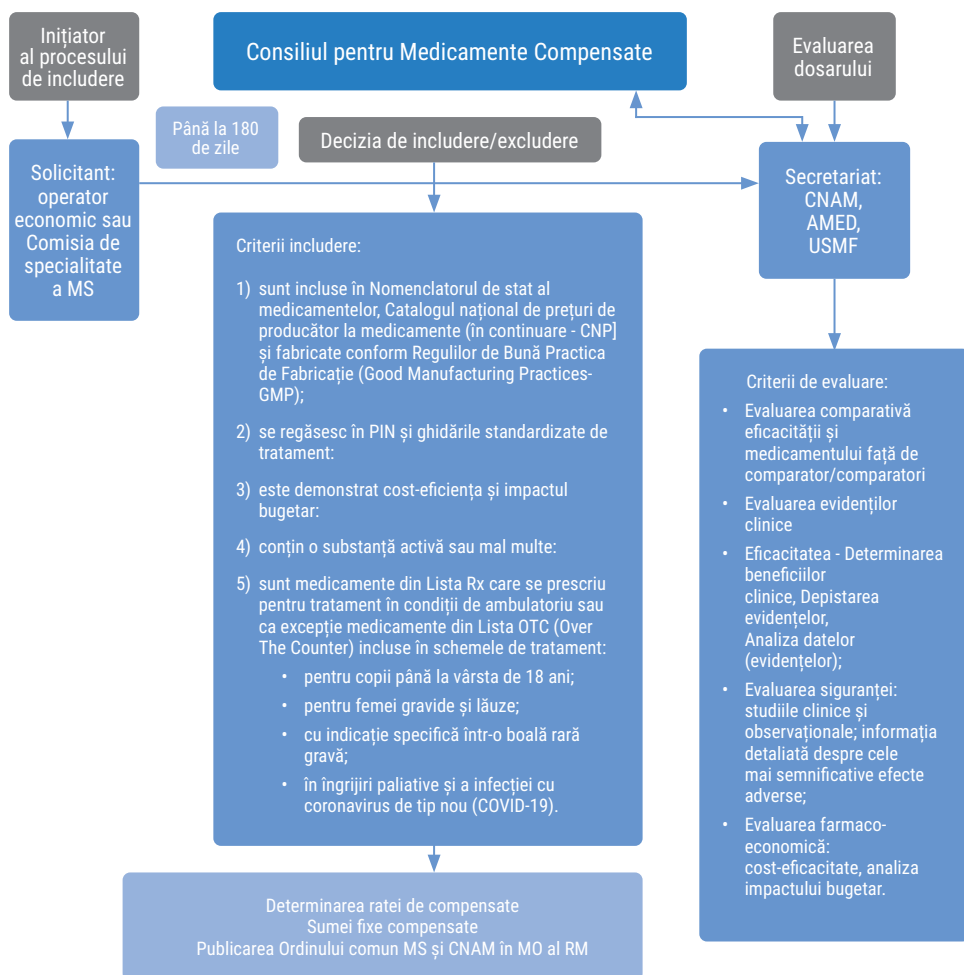 Inițiator
al procesului
de includere
Consiliul pentru Medicamente Compensate
Evaluarea
dosarului
Până la 180
de zile
Decizia de includere/excludere
Solicitant:
operator
economic sau
Comisia de
specialitate
a MS
Secretariat:
CNAM,
AMED,
USMF
Criterii includere:
1) sunt incluse în Nomenclatorul de stat al
medicamentelor, Catalogul național de prețuri de
producător la medicamente (în continuare - CNP]
și fabricate conform Regulilor de Bună Practica
de Fabricație (Good Manufacturing Practices-
GMP);
2) se regăsesc în PIN și ghidările standardizate de
tratament:
3) este demonstrat cost-eficiența și impactul
bugetar:
4) conțin o substanță activă sau mal multe:
5) sunt medicamente din Lista Rx care se prescriu
pentru tratament în condiții de ambulatoriu sau
ca excepție medicamente din Lista OTC (Over
The Counter) incluse în schemele de tratament:
• pentru copii până la vârsta de 18 ani;
• pentru femei gravide și lăuze;
• cu indicație specifică într-o boală rară
gravă;
• în îngrijiri paliative și a infecției cu
coronavirus de tip nou (COVID-19).
Criterii de evaluare:
• Evaluarea comparativă
eficacității și
medicamentului față de
comparator/comparatori
• Evaluarea evidenților
clinice
• Eficacitatea - Determinarea
beneficiilor
clinice, Depistarea
evidențelor,
Analiza datelor
(evidențelor);
• Evaluarea siguranței:
studiile clinice și
observaționale; informația
detaliată despre cele
mai semnificative efecte
adverse;
• Evaluarea farmaco-
economică:
cost-eficacitate, analiza
impactului bugetar.
Determinarea ratei de compensate
Sumei fixe compensate
Publicarea Ordinului comun MS și CNAM în MO al RM